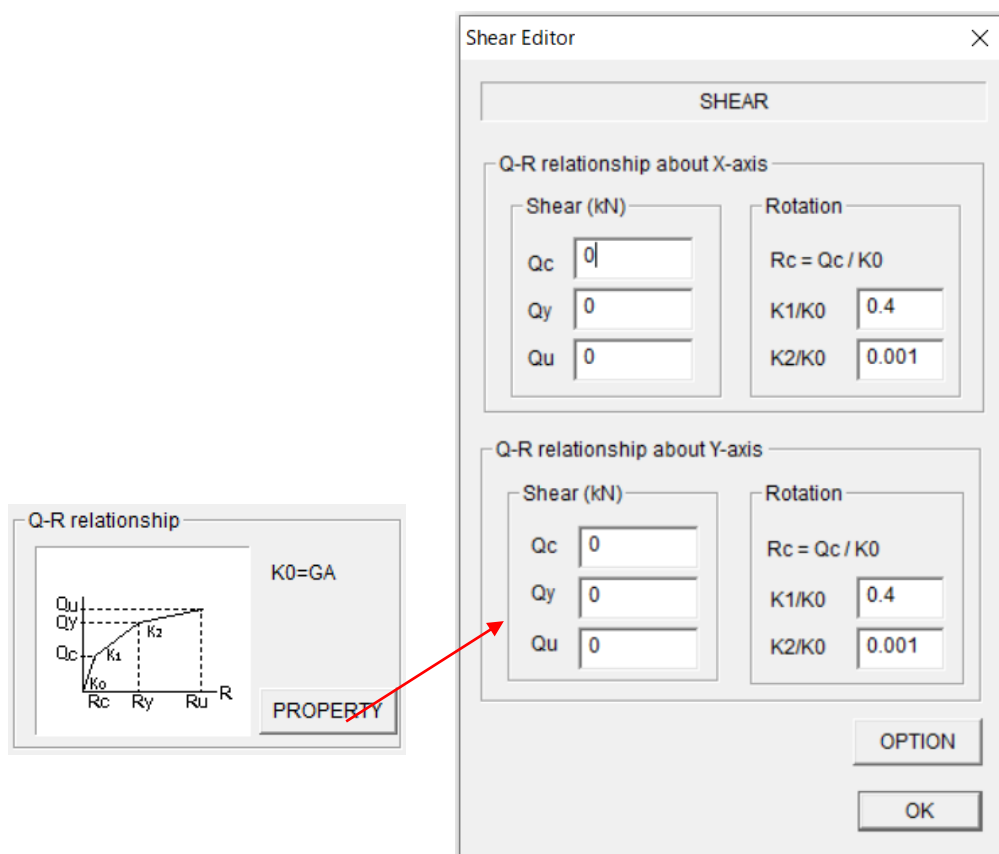 Shear Editor
SHEAR
Q-R relationship about X-axis
Shear (kN)
Qc 0
Qy 0
Qu 0
Rotation
Rc = Qc / K0
K1/K0 0.4
K2/K0 0.001
Q-R relationship about Y-axis
Shear (kN)
Qc 0
Qy 0
Qu 0
Rotation
Rc = Qc / K0
K1/K0 0.4
K2/K0 0.001
OPTION
OK
Q-R relationship
K0=GA
Qu
Qy
Qc
K2
K1
K0
Rc Ry Ru R
PROPERTY